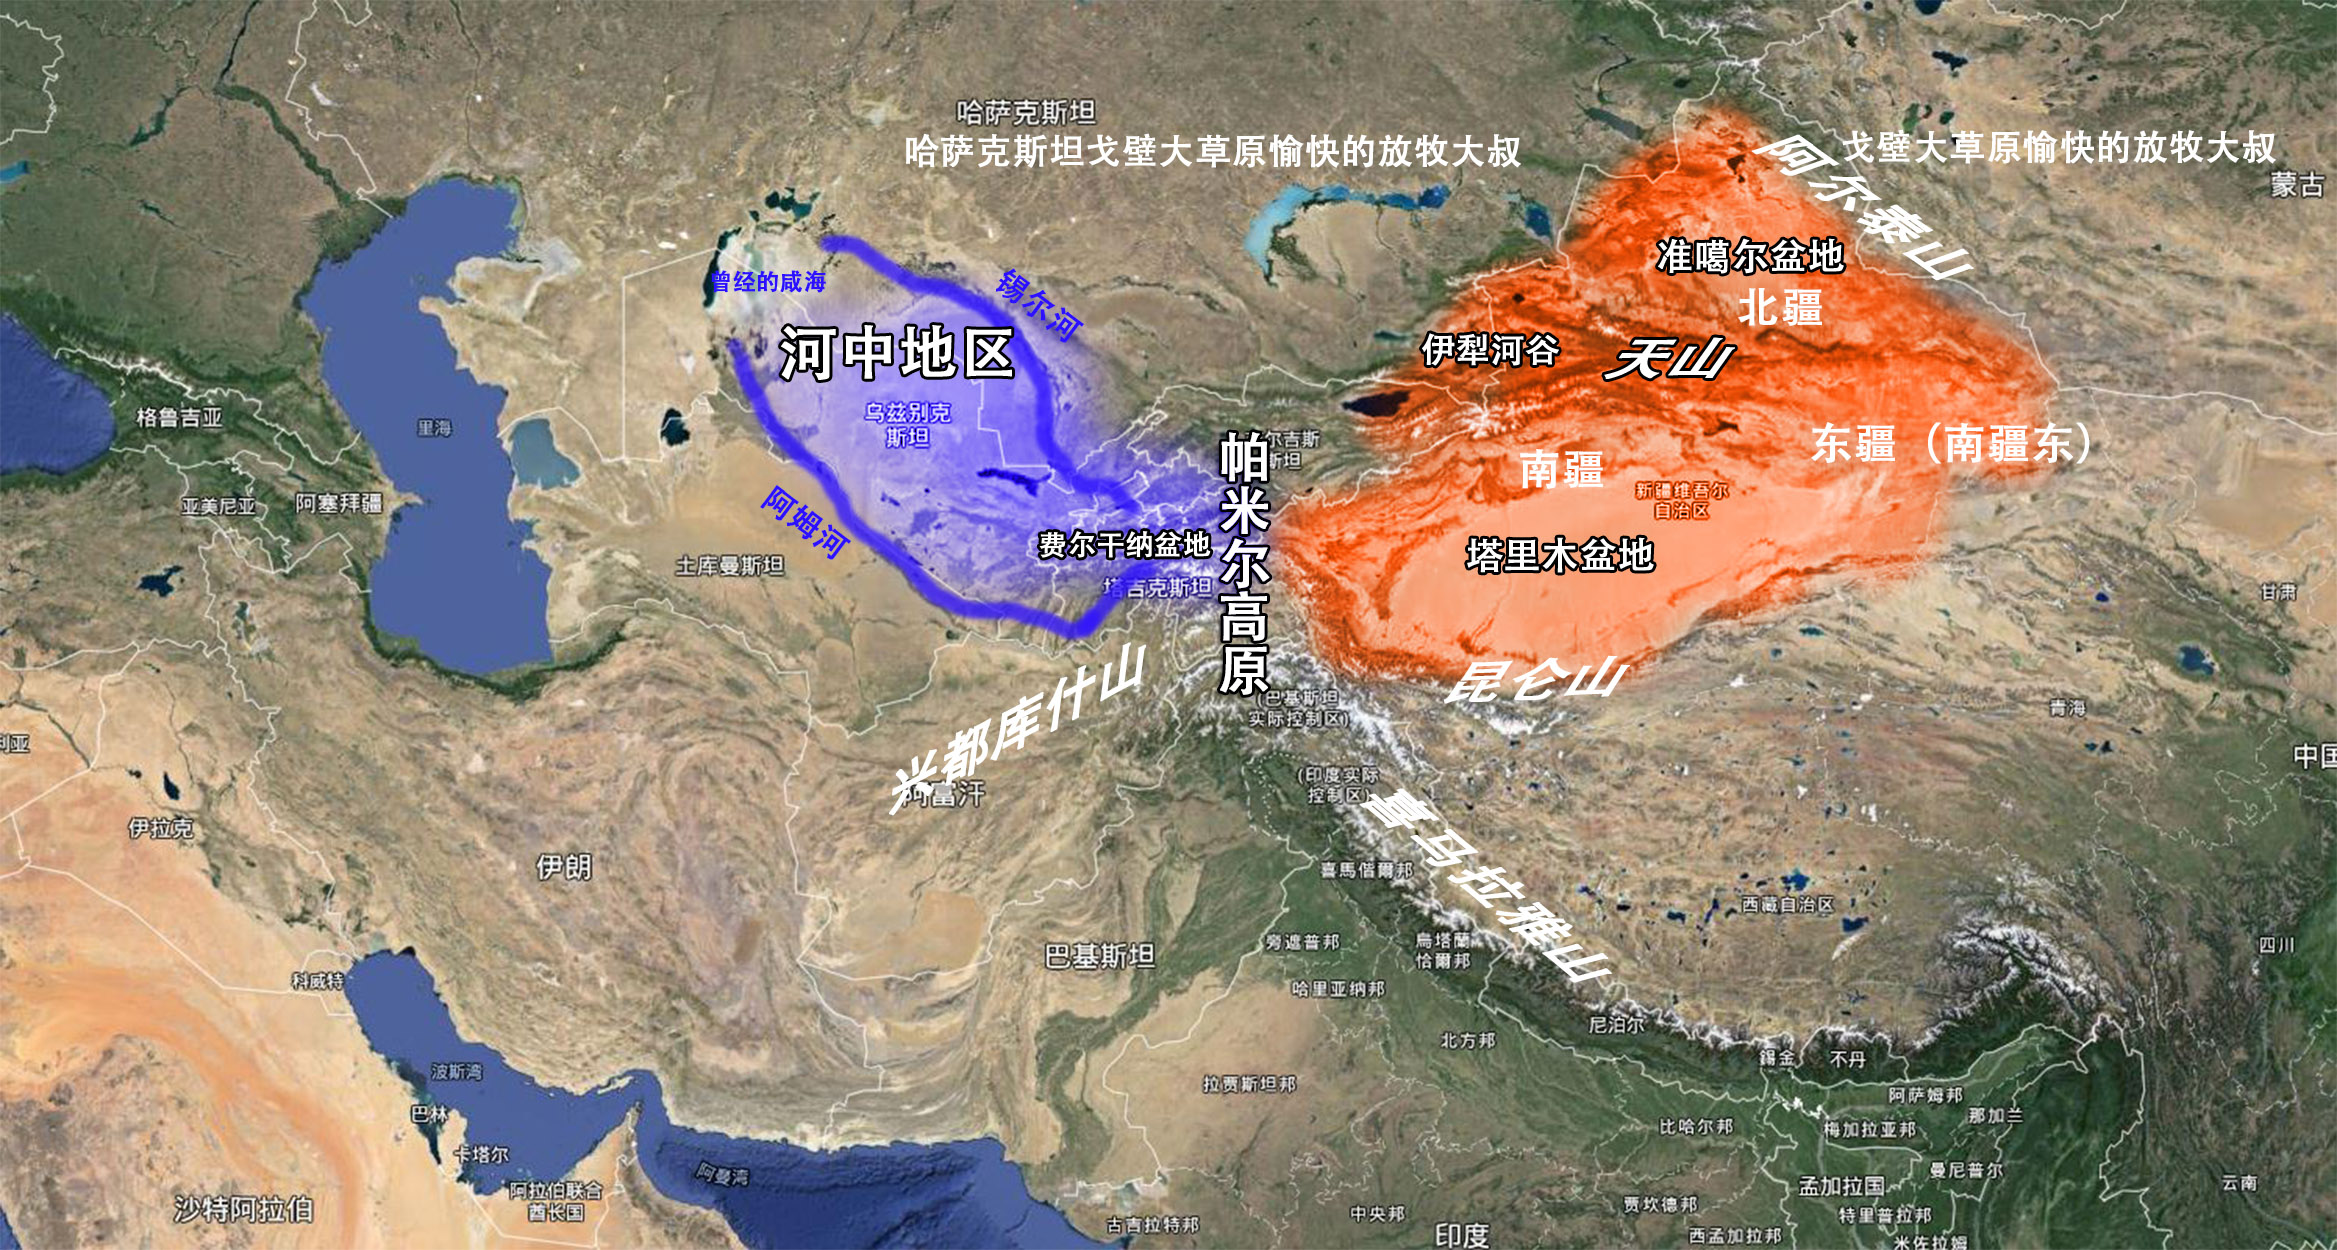 哈萨克斯坦
哈萨克斯坦戈壁大草原愉快的放牧大叔
戈壁大草原愉快的放牧大叔
蒙古
阿尔泰山
准噶尔盆地
北疆
曾经的咸海
锡尔河
河中地区
伊犁河谷
天山
乌兹别克
斯坦
格鲁吉亚
里海
帕米尔高原
尔吉斯
斯坦
东疆（南疆东）
南疆
新疆维吾尔
自治区
亚美尼亚
阿塞拜疆
阿姆河
费尔干纳盆地
塔吉克斯坦
塔里木盆地
土库曼斯坦
甘肃
兴都库什山
昆仑山
(巴基斯坦
实际控制区)
青海
利亚
中国
阿富汗
(印度实际
控制区)
喜马拉雅山
伊拉克
伊朗
喜馬偕爾邦
西藏自治区
巴基斯坦
旁遮普邦
烏塔蘭
恰爾邦
四川
科威特
哈里亚纳邦
尼泊尔
北方邦
錫金
不丹
波斯湾
拉贾斯坦邦
阿萨姆邦
巴林
那加兰
比哈尔邦
梅加拉亚邦
卡塔尔
阿曼湾
曼尼普尔
阿拉伯联合
酋长国
孟加拉国
云南
沙特阿拉伯
贾坎德邦
中央邦
特里普拉邦
古吉拉特邦
印度
西孟加拉邦
米佐拉姆